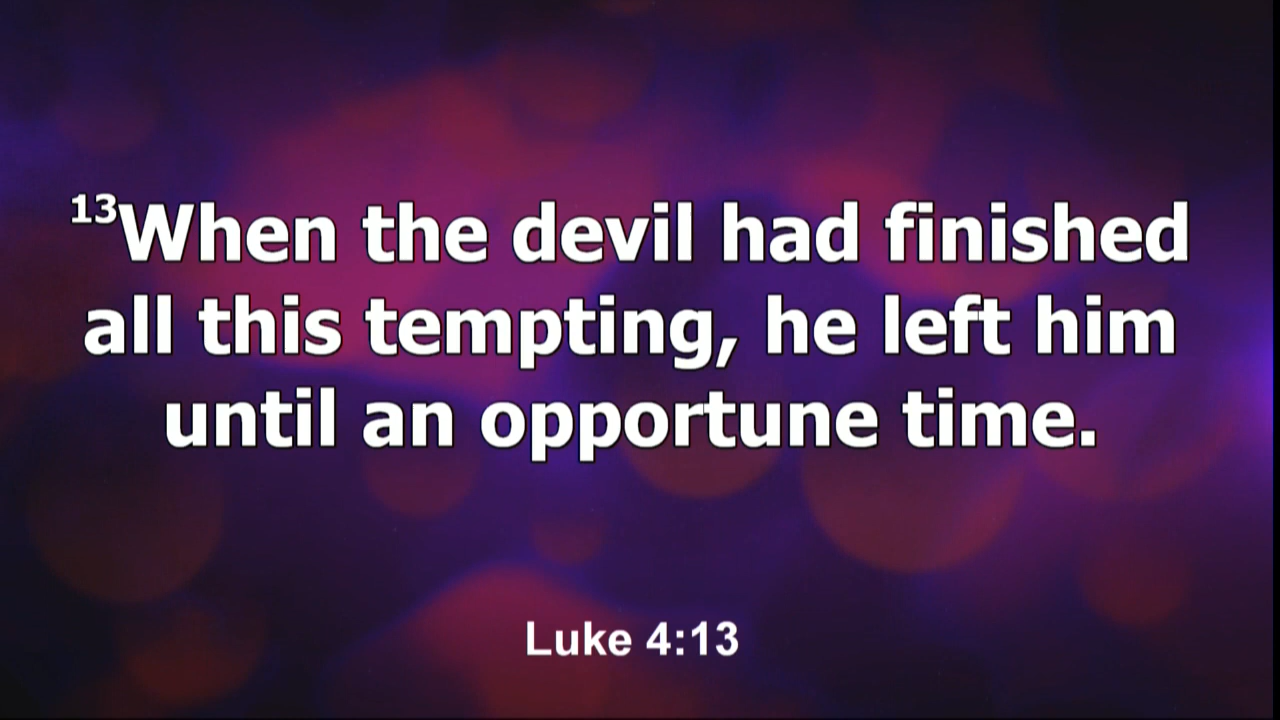 13When the devil had finished
all this tempting, he left him
until an opportune time.
Luke 4:13